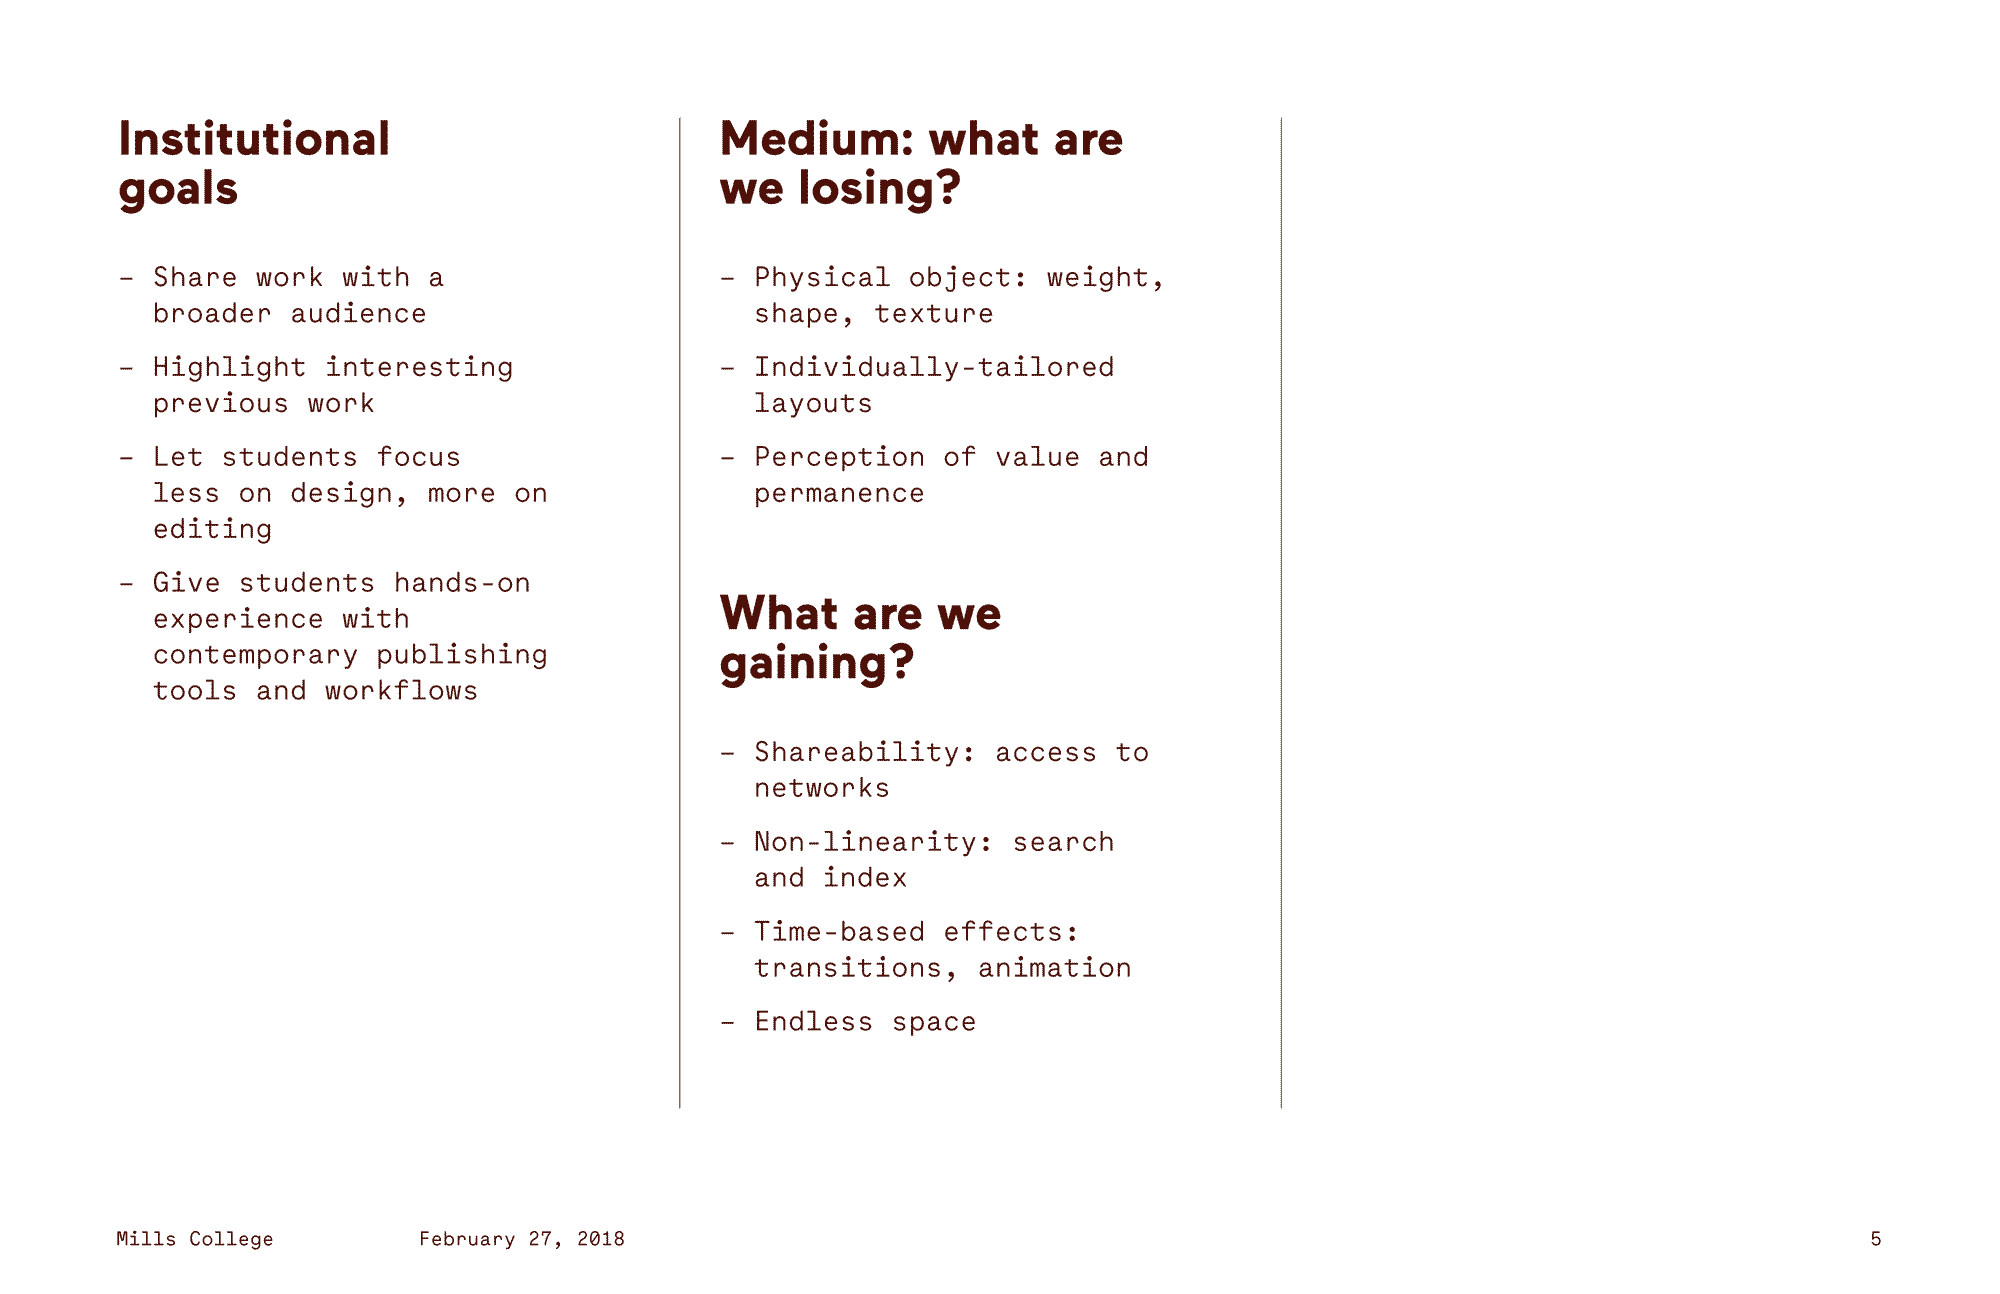 Institutional
goals
– Share work with a
broader audience
– Highlight interesting
previous work
– Let students focus
less on design, more on
editing
– Give students hands-on
experience with
contemporary publishing
tools and workflows
Medium: what are
we losing?
– Physical object: weight,
shape, texture
– Individually-tailored
layouts
– Perception of value and
permanence
What are we
gaining?
– Shareability: access to
networks
– Non-linearity: search
and index
– Time-based effects:
transitions, animation
– Endless space
Mills College
February 27, 2018
5